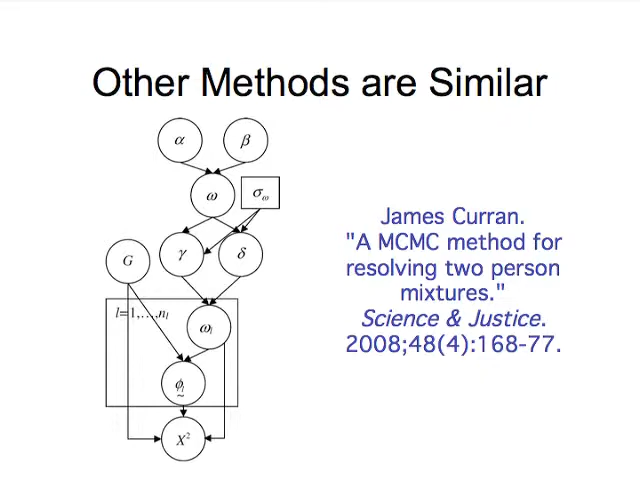 Other Methods are Similar
α
β
ω
σω
γ
δ
G
l=1,…,nl
ωl
ϕl
~
X²
James Curran.
"A MCMC method for
resolving two person
mixtures."
Science & Justice.
2008;48(4):168-77.